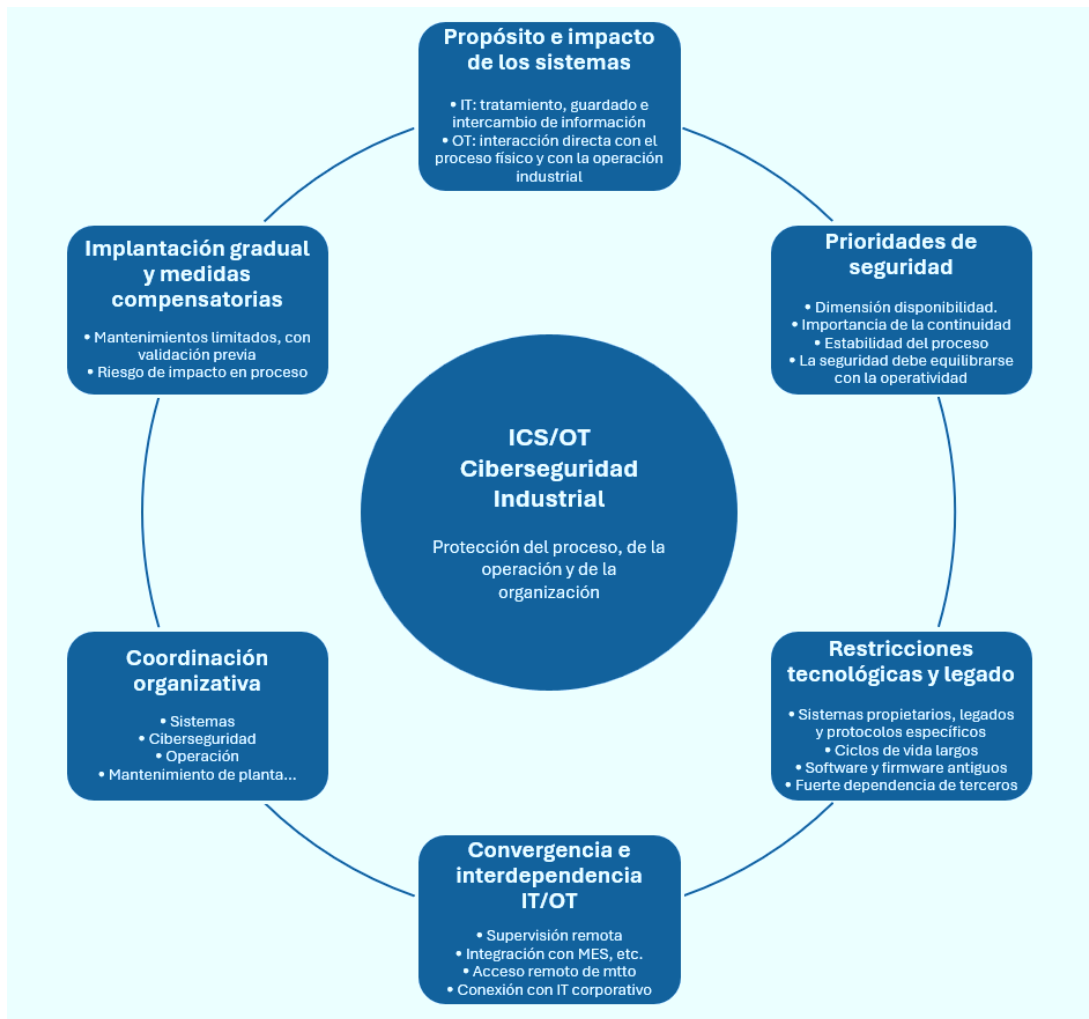 Propósito e impacto
de los sistemas
• IT: tratamiento, guardado e
intercambio de información
• OT: interacción directa con el
proceso físico y con la operación
industrial
Prioridades de
seguridad
• Dimensión disponibilidad.
• Importancia de la continuidad
• Estabilidad del proceso
• La seguridad debe equilibrarse
con la operatividad
Restricciones
tecnológicas y legado
• Sistemas propietarios, legados
y protocolos específicos
• Ciclos de vida largos
• Software y firmware antiguos
• Fuerte dependencia de terceros
Convergencia e
interdependencia
IT/OT
• Supervisión remota
• Integración con MES, etc.
• Acceso remoto de mtto
• Conexión con IT corporativo
Coordinación
organizativa
• Sistemas
• Ciberseguridad
• Operación
• Mantenimiento de planta...
Implantación gradual
y medidas
compensatorias
• Mantenimientos limitados, con
validación previa
• Riesgo de impacto en proceso
ICS/OT
Ciberseguridad
Industrial
Protección del proceso, de la
operación y de la
organización